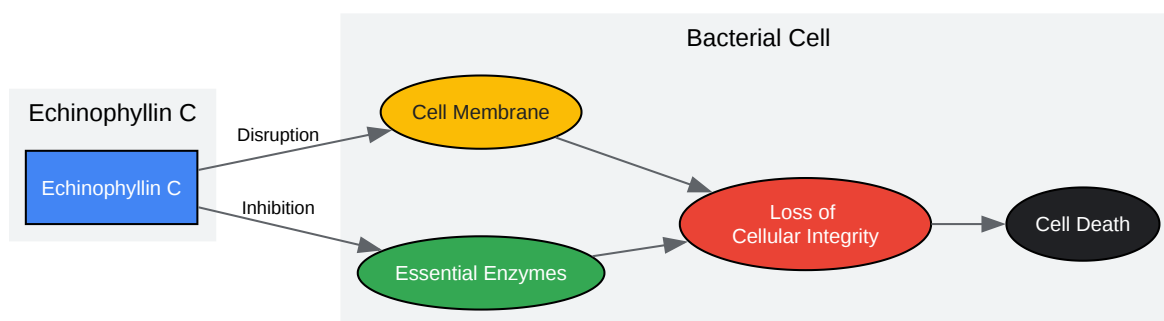 Bacterial Cell
Echinophyllin C
Echinophyllin C
Disruption
Inhibition
Cell Membrane
Essential Enzymes
Loss of
Cellular Integrity
Cell Death